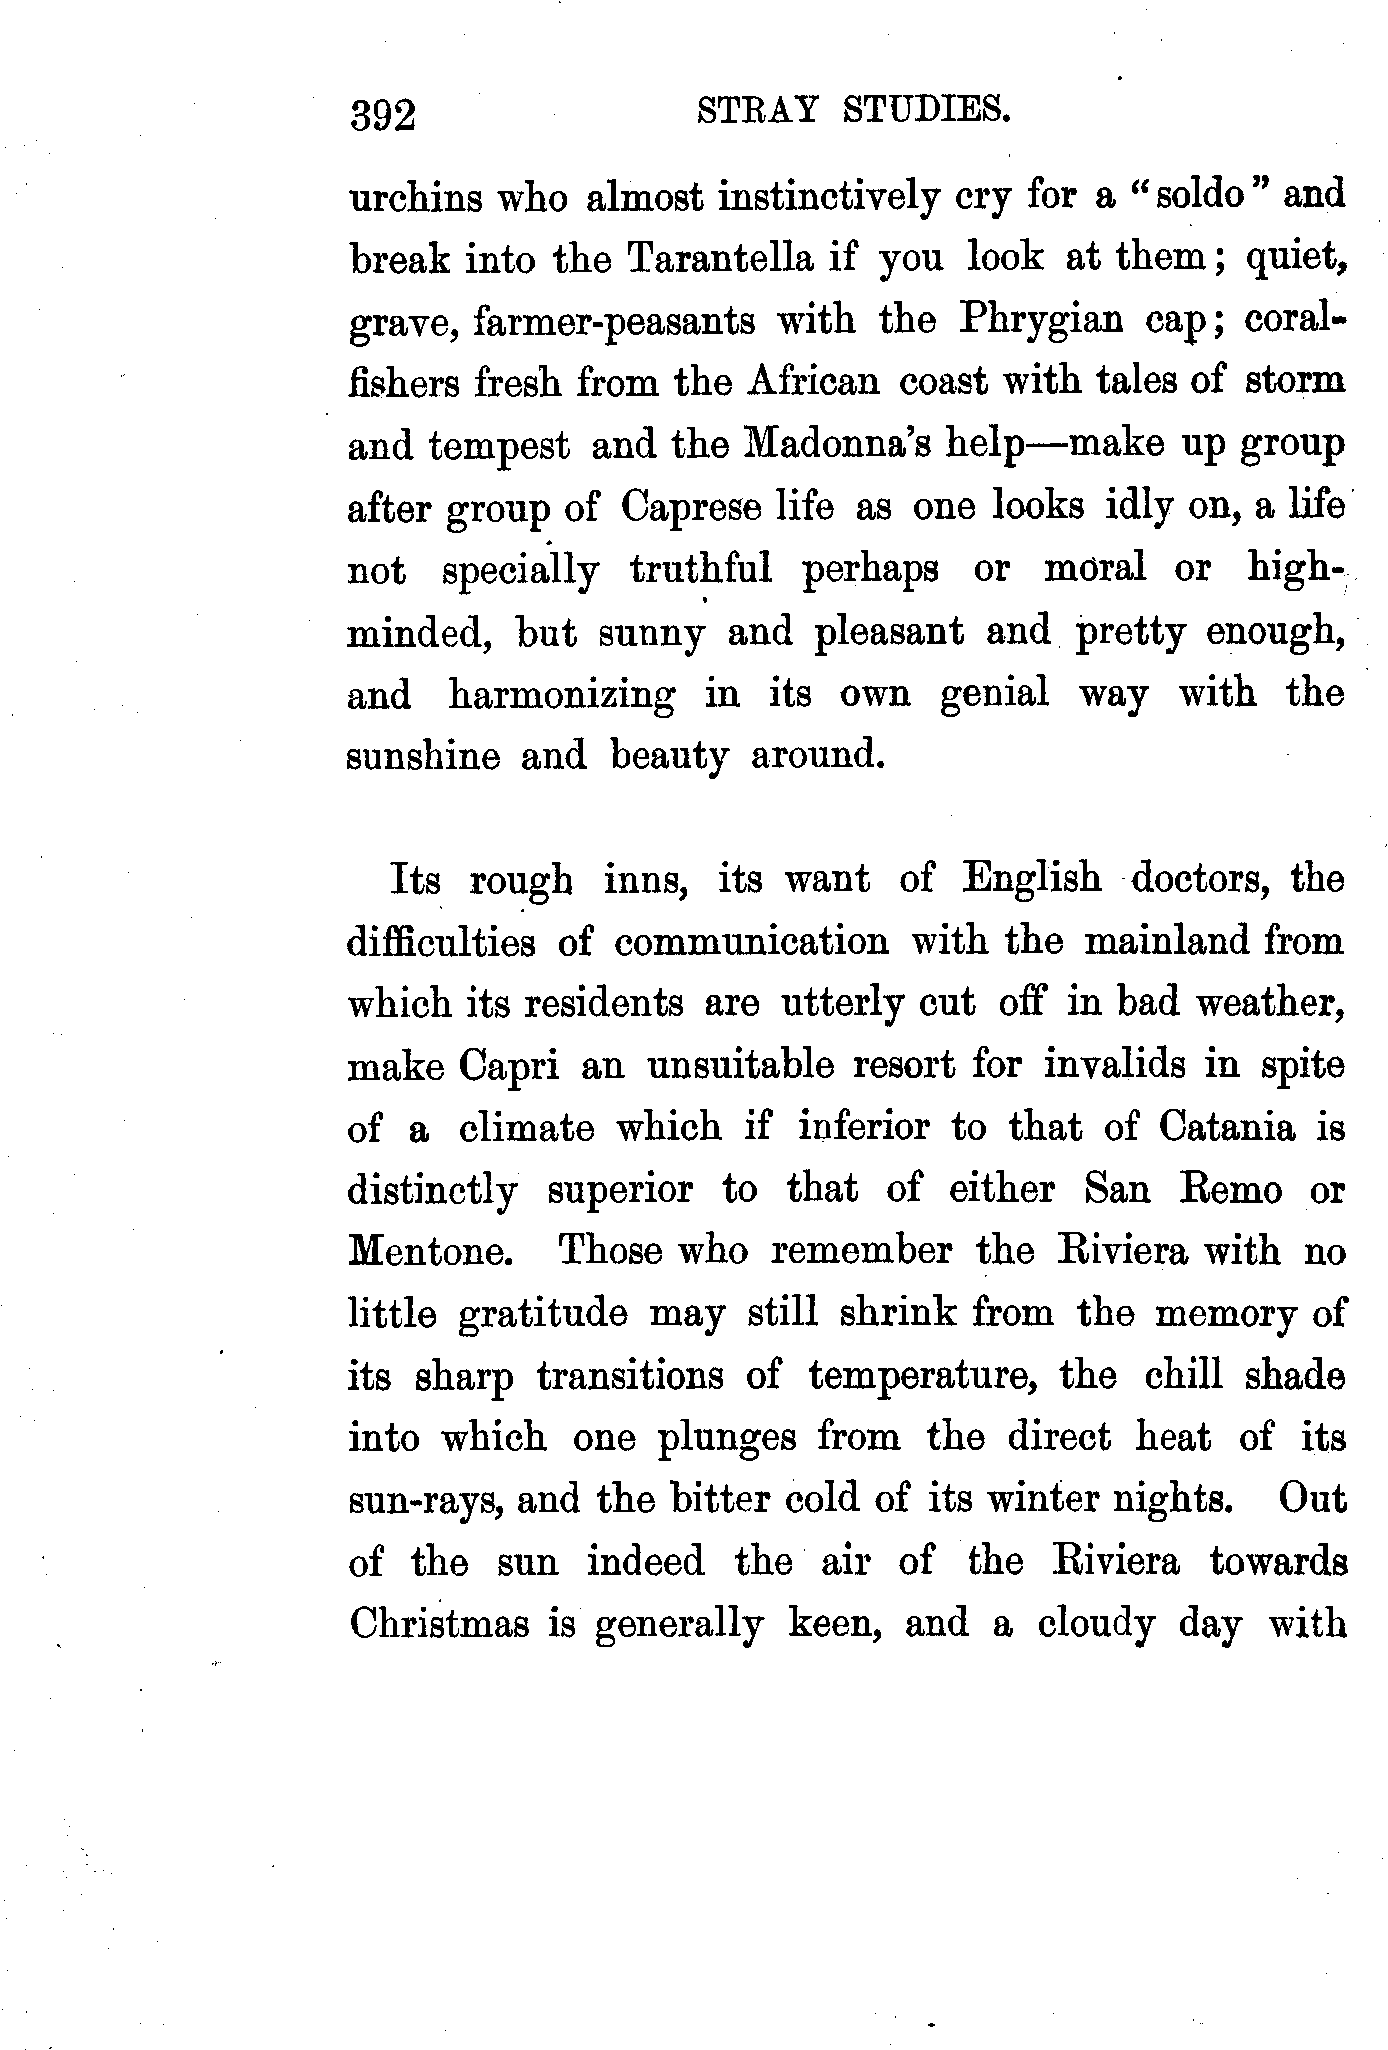 392 STRAY STUDIES.
urchins who almost instinctively cry for a “soldo” and
break into the Tarantella if you look at them; quiet,
grave, farmer-peasants with the Phrygian cap; coral-
fishers fresh from the African coast with tales of storm
and tempest and the Madonna’s help—make up group
after group of Caprese life as one looks idly on, a life
not specially truthful perhaps or moral or high-
minded, but sunny and pleasant and pretty enough,
and harmonizing in its own genial way with the
sunshine and beauty around.
Its rough inns, its want of English doctors, the
difficulties of communication with the mainland from
which its residents are utterly cut off in bad weather,
make Capri an unsuitable resort for invalids in spite
of a climate which if inferior to that of Catania is
distinctly superior to that of either San Remo or
Mentone. Those who remember the Riviera with no
little gratitude may still shrink from the memory of
its sharp transitions of temperature, the chill shade
into which one plunges from the direct heat of its
sun-rays, and the bitter cold of its winter nights. Out
of the sun indeed the air of the Riviera towards
Christmas is generally keen, and a cloudy day with